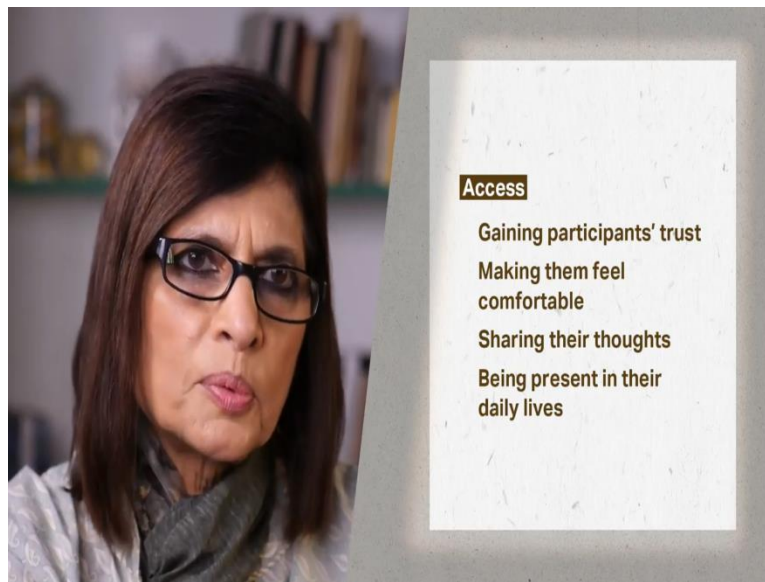 Access
Gaining participants’ trust
Making them feel
comfortable
Sharing their thoughts
Being present in their
daily lives